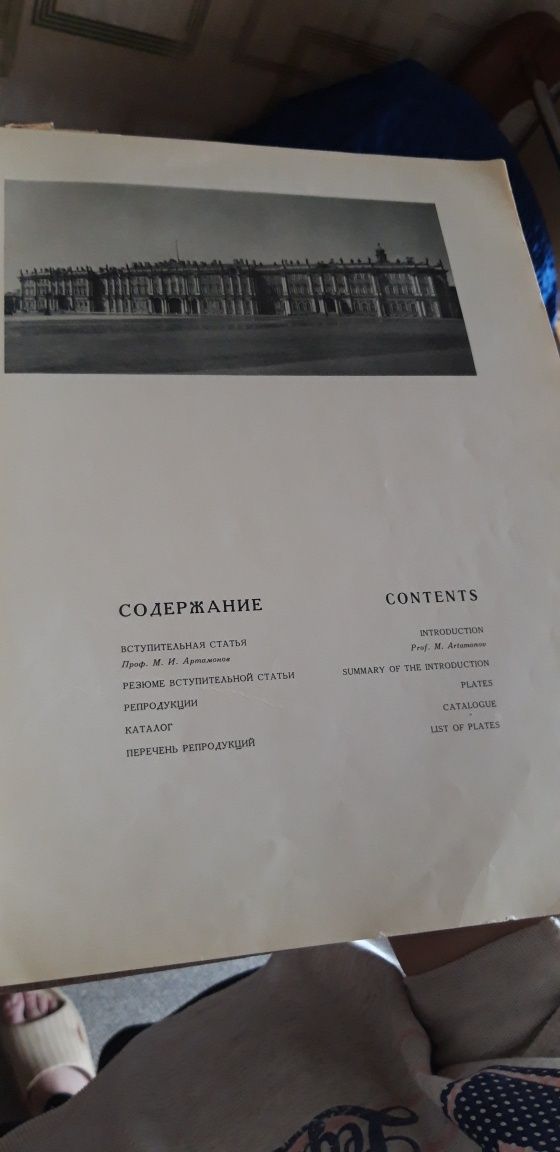 СОДЕРЖАНИЕ
ВСТУПИТЕЛЬНАЯ СТАТЬЯ
Проф. М. И. Артамонов
РЕЗЮМЕ ВСТУПИТЕЛЬНОЙ СТАТЬИ
РЕПРОДУКЦИИ
КАТАЛОГ
ПЕРЕЧЕНЬ РЕПРОДУКЦИЙ
CONTENTS
INTRODUCTION
Prof. M. Artamonov
SUMMARY OF THE INTRODUCTION
PLATES
CATALOGUE
LIST OF PLATES